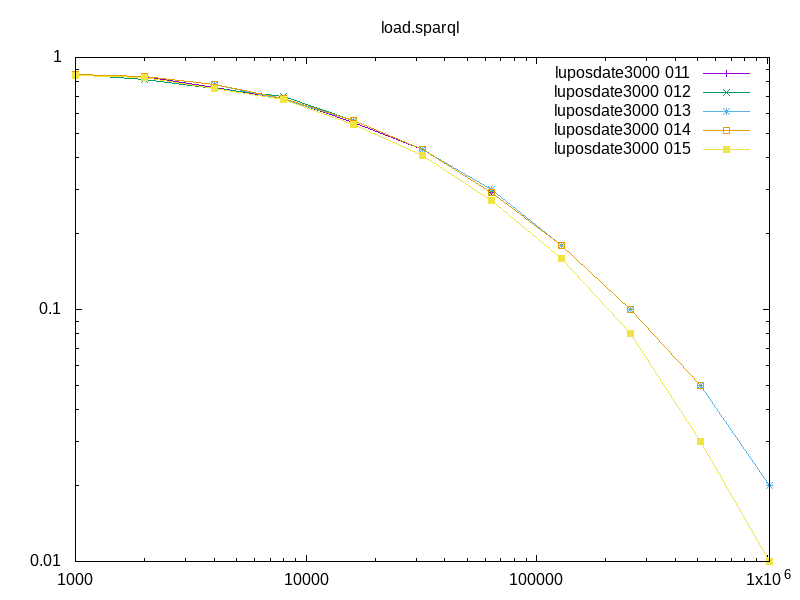 load.sparql
1
0.1
0.01
luposdate3000 011
luposdate3000 012
luposdate3000 013
luposdate3000 014
luposdate3000 015
1000
10000
100000
1x10^6